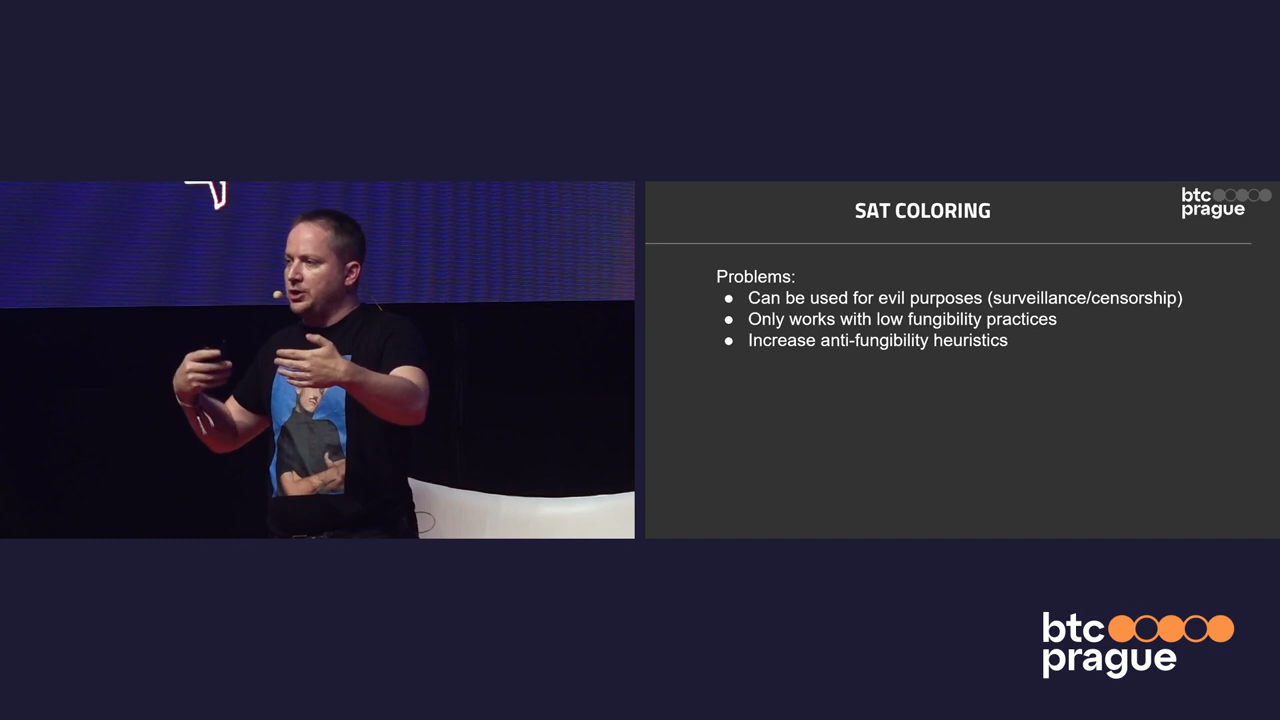 SAT COLORING
btc
prague
Problems:
● Can be used for evil purposes (surveillance/censorship)
● Only works with low fungibility practices
● Increase anti-fungibility heuristics
btc
prague